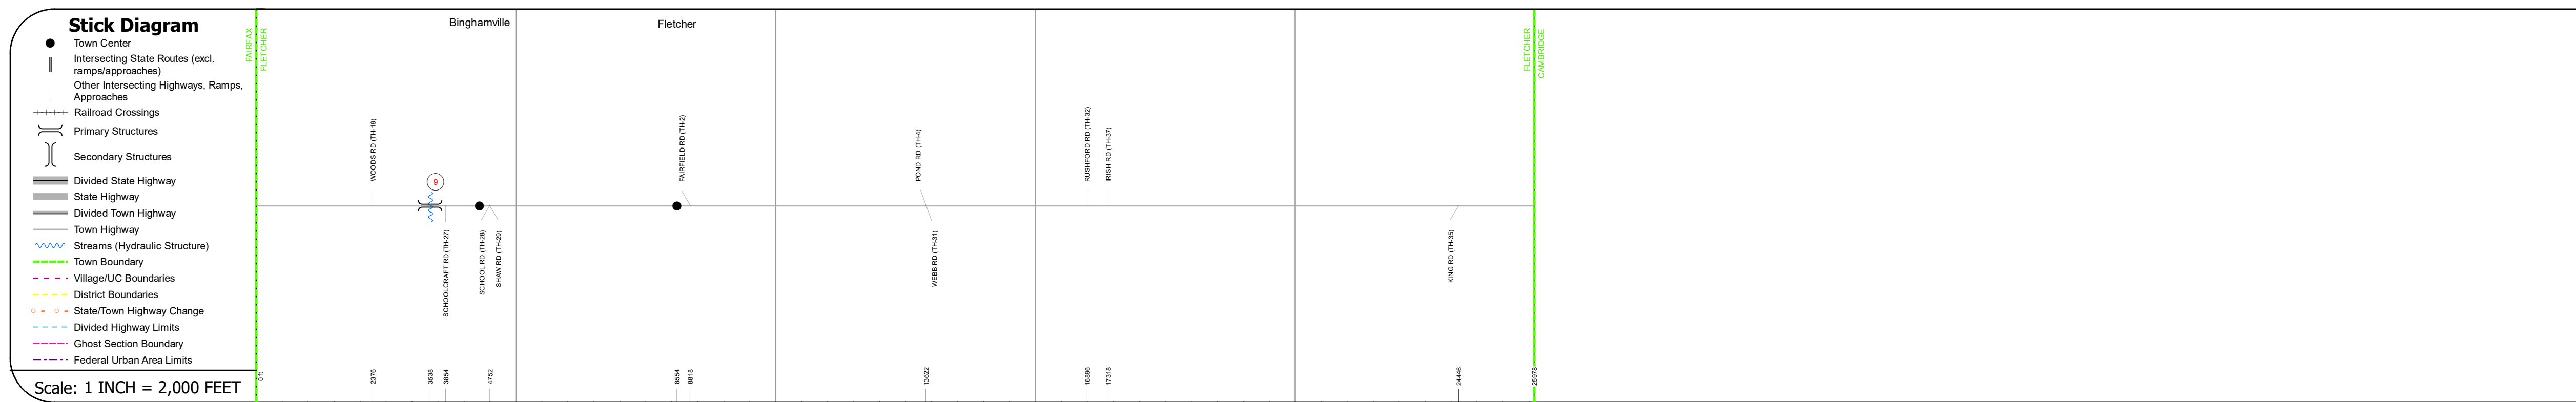 Stick Diagram
Town Center
Intersecting State Routes (excl.
ramps/approaches)
Other Intersecting Highways, Ramps,
Approaches
Railroad Crossings
Primary Structures
Secondary Structures
Divided State Highway
State Highway
Divided Town Highway
Town Highway
Streams (Hydraulic Structure)
Town Boundary
Village/UC Boundaries
District Boundaries
State/Town Highway Change
Divided Highway Limits
Ghost Section Boundary
Federal Urban Area Limits
Scale: 1 INCH = 2,000 FEET
FAIRFAX
FLETCHER
Binghamville
Fletcher
FLETCHER
CAMBRIDGE
WOODS RD (TH-19)
9
SCHOOLCRAFT RD (TH-27)
SCHOOL RD (TH-28)
SHAW RD (TH-29)
FAIRFIELD RD (TH-2)
POND RD (TH-4)
WEBB RD (TH-31)
RUSHFORD RD (TH-32)
IRISH RD (TH-37)
KING RD (TH-35)
0 ft
2376
3538
3854
4752
8554
8818
13622
16896
17318
24446
25978